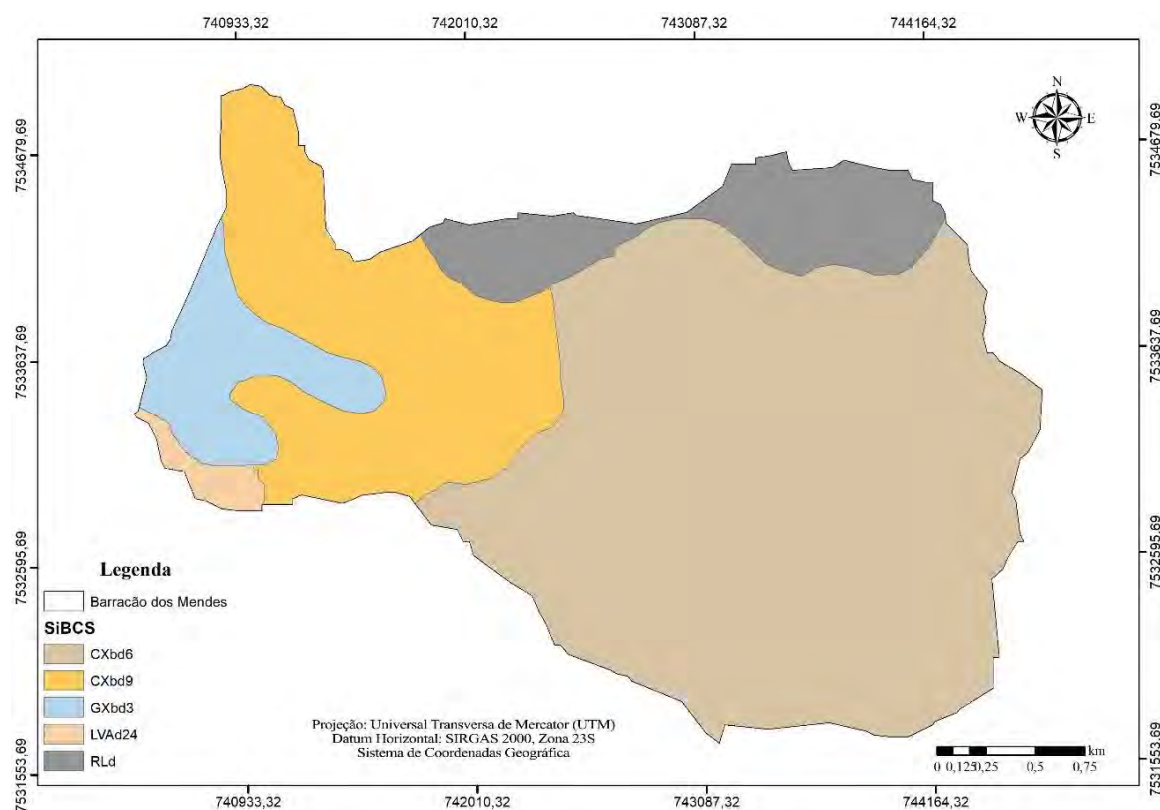 740933,32 742010,32 743087,32 744164,32
N
W E
S
7534679,69 7534679,69
7533637,69 7533637,69
7532595,69 7532595,69
7531553,69 7531553,69
Legenda
Barracão dos Mendes
SiBCS
CXbd6
CXbd9
GXbd3
LVAd24
RLd
Projeção: Universal Transversa de Mercator (UTM)
Datum Horizontal: SIRGAS 2000, Zona 23S
Sistema de Coordenadas Geográfica
km
0 0,125 0,25 0,5 0,75
740933,32 742010,32 743087,32 744164,32